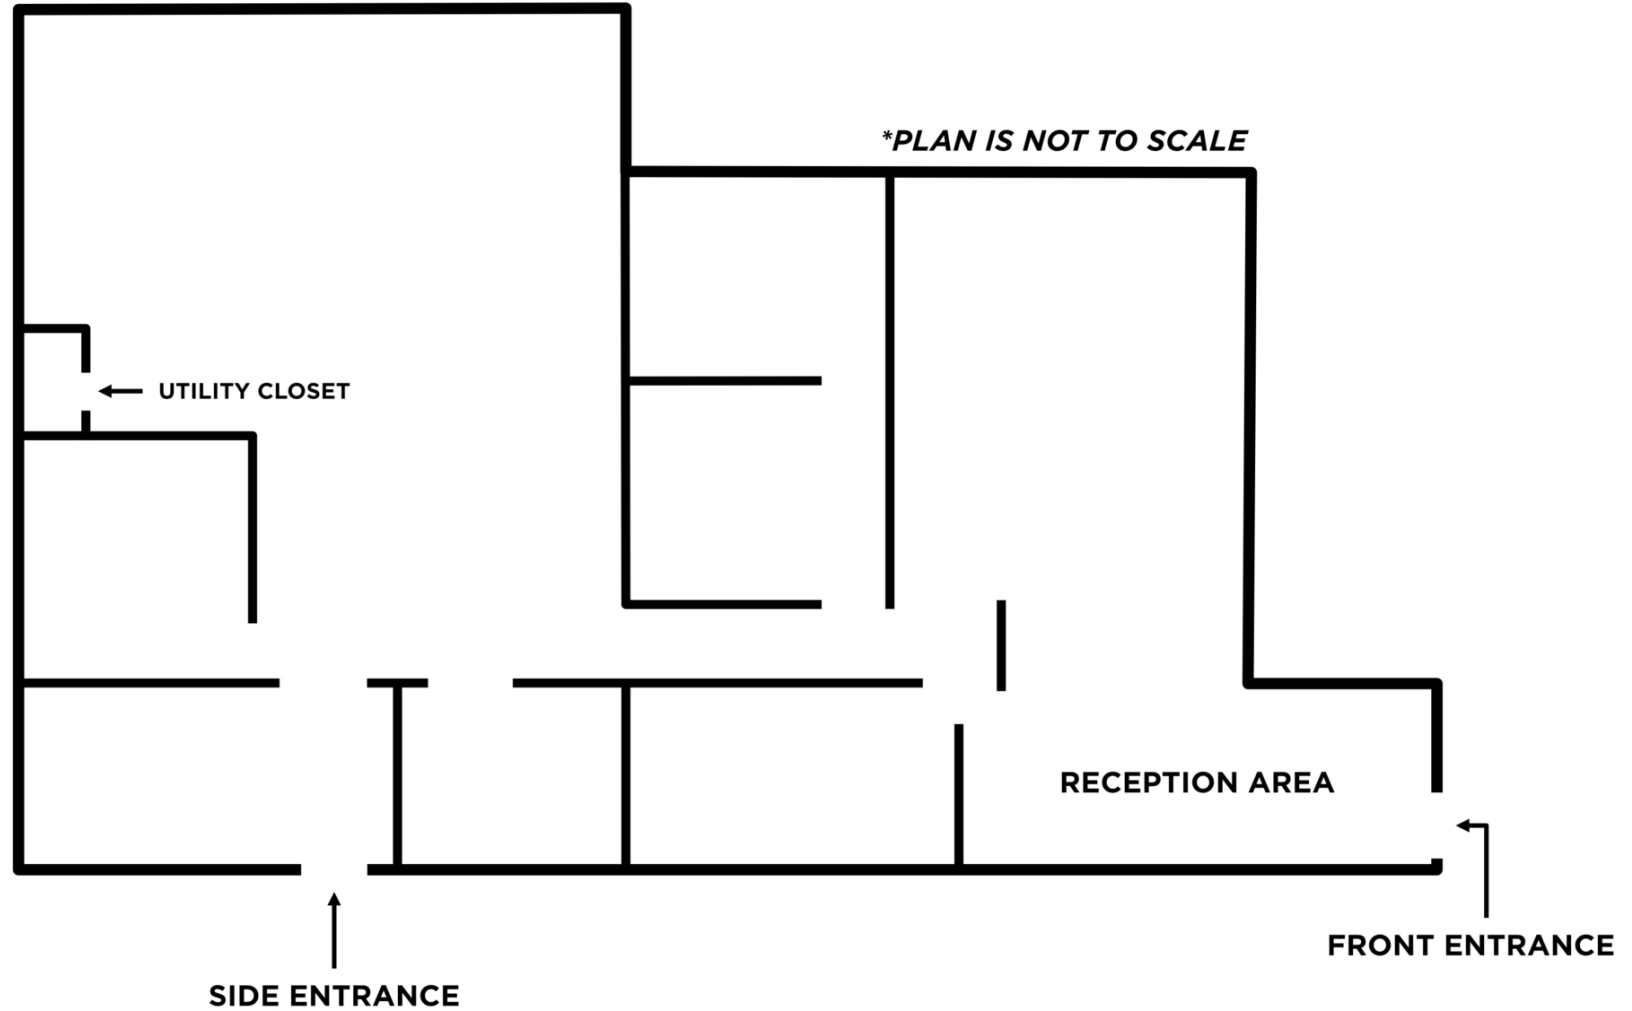 *PLAN IS NOT TO SCALE
UTILITY CLOSET
RECEPTION AREA
FRONT ENTRANCE
SIDE ENTRANCE